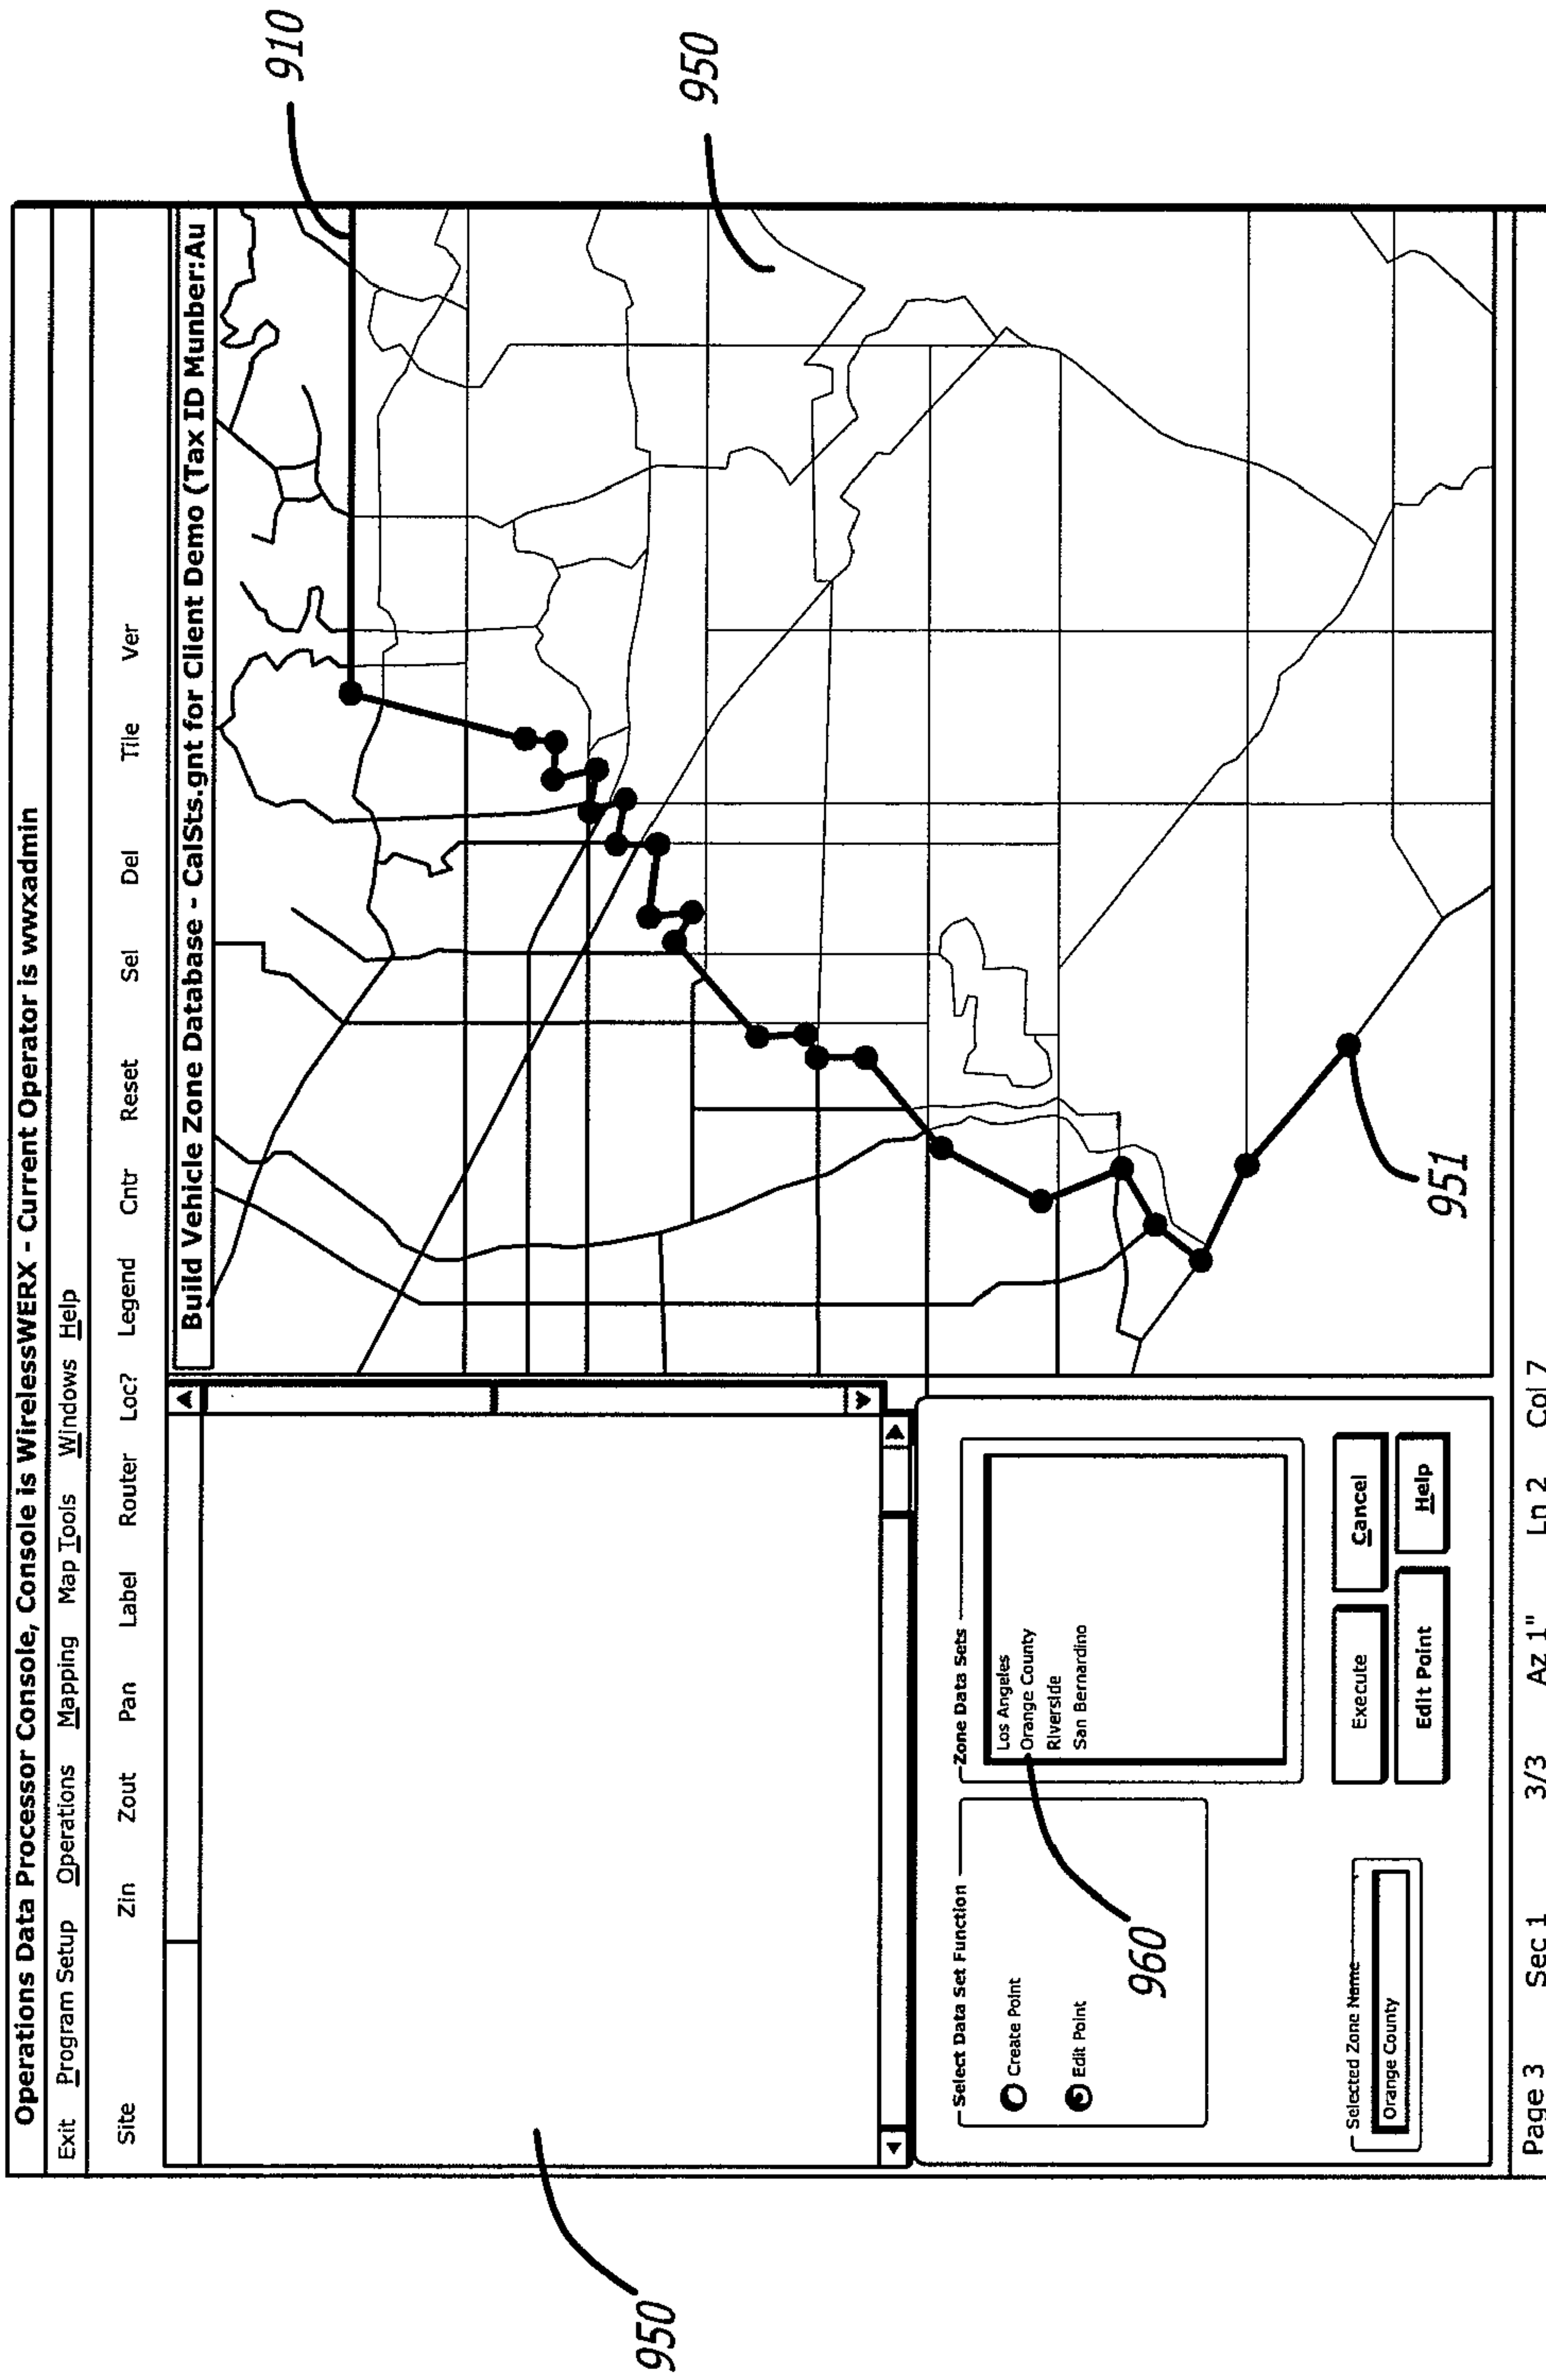 Operations Data Processor Console, Console is WirelessWERX - Current Operator is wwxadmin
Exit Program Setup Operations Mapping Map Tools Windows Help
Site Zin Zout Pan Label Router Loc? Legend Cntr Reset Sel Del Tile Ver
Build Vehicle Zone Database - CalSts.gnt for Client Demo (Tax ID Munber:Au
910
950
950
951
Select Data Set Function
Create Point
Edit Point
960
Zone Data Sets
Los Angeles
Orange County
Riverside
San Bernardino
Selected Zone Name
Orange County
Execute
Cancel
Edit Point
Help
Page 3 Sec 1 3/3 Az 1" Ln 2 Col 7